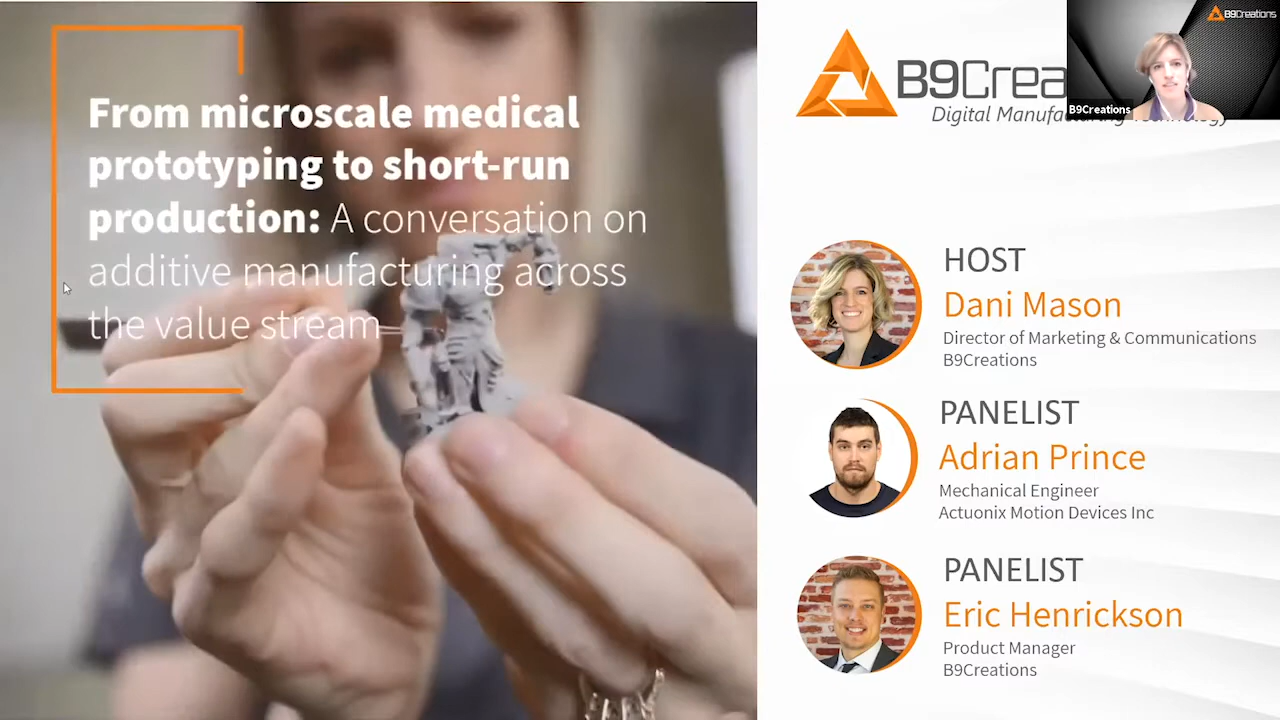 From microscale medical
prototyping to short-run
production: A conversation on
additive manufacturing across
the value stream
B9Crea
Digital Manufacturing Technology
B9Creations
B9Creations
HOST
Dani Mason
Director of Marketing & Communications
B9Creations
PANELIST
Adrian Prince
Mechanical Engineer
Actuonix Motion Devices Inc
PANELIST
Eric Henrickson
Product Manager
B9Creations